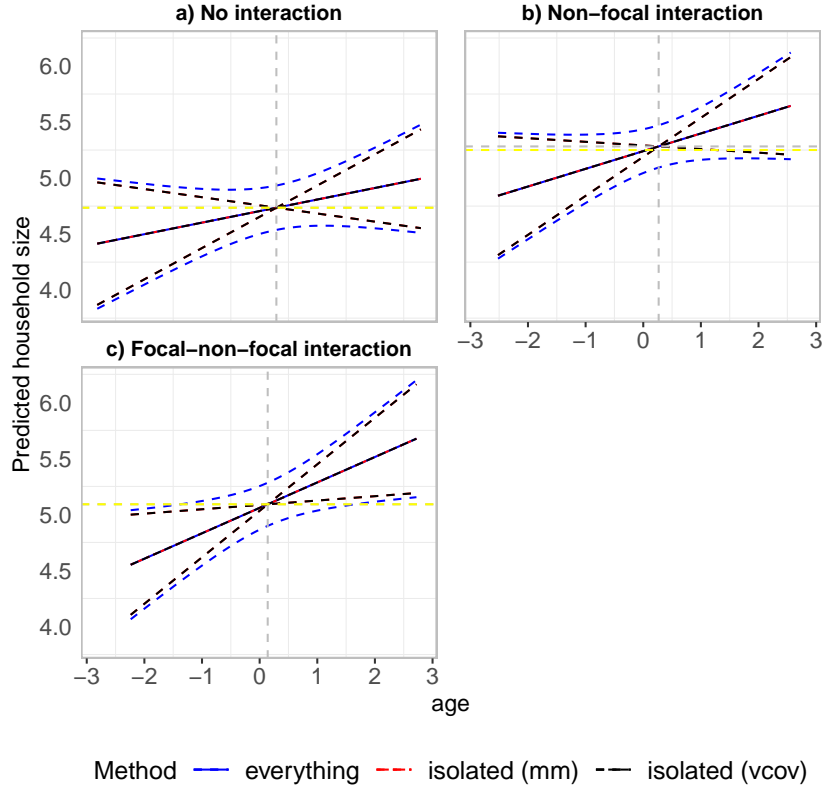 a) No interaction
b) Non−focal interaction
6.0
5.5
5.0
4.5
4.0
−3 −2 −1 0 1 2 3
c) Focal−non−focal interaction
6.0
5.5
5.0
4.5
4.0
−3 −2 −1 0 1 2 3
Predicted household size
age
Method everything isolated (mm) isolated (vcov)